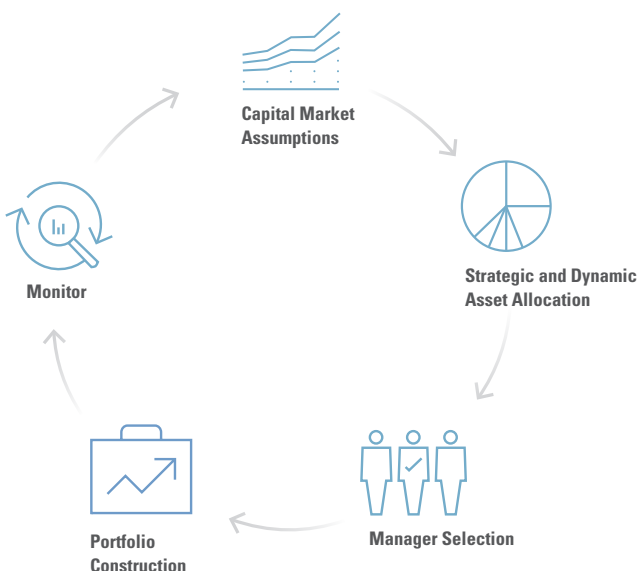 Capital Market
Assumptions
Strategic and Dynamic
Asset Allocation
Manager Selection
Portfolio
Construction
Monitor